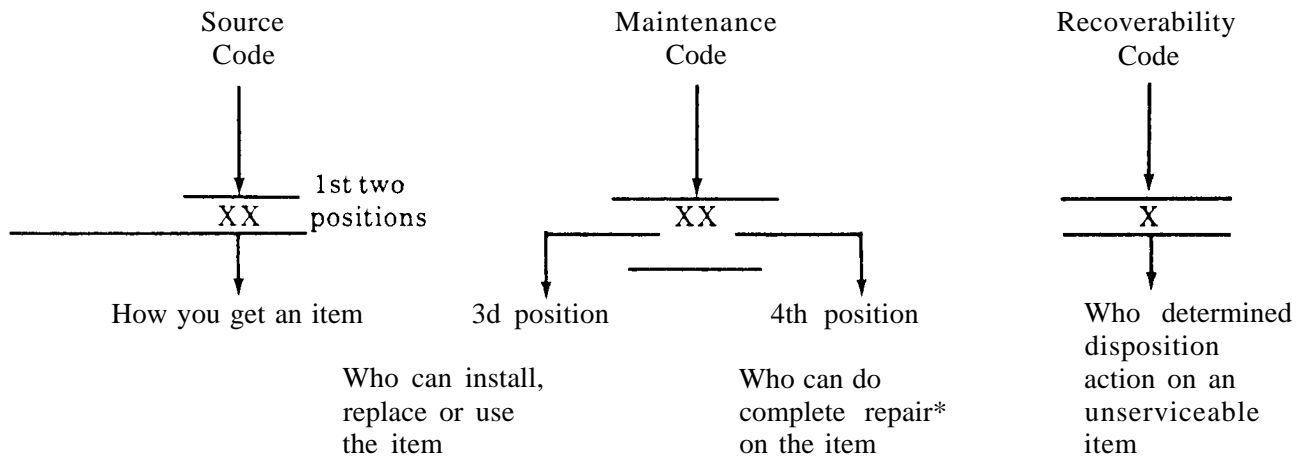 Source
Code
Maintenance
Code
Recoverability
Code
1st two
XX positions
XX
X
How you get an item
3d position
4th position
Who can install,
replace or use
the item
Who can do
complete repair*
on the item
Who determined
disposition
action on an
unserviceable
item